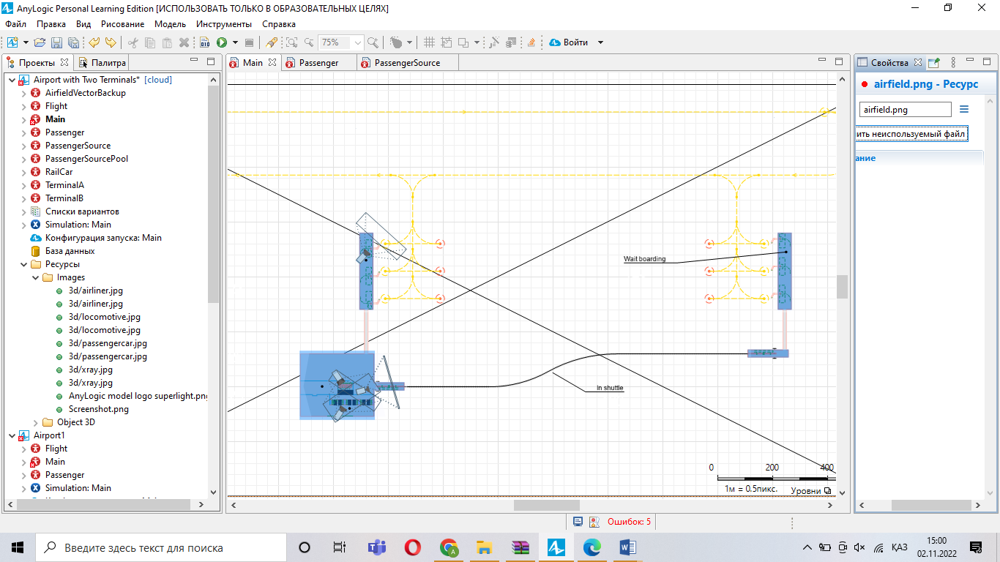 AnyLogic Personal Learning Edition [ИСПОЛЬЗОВАТЬ ТОЛЬКО В ОБРАЗОВАТЕЛЬНЫХ ЦЕЛЯХ]
Файл Правка Вид Рисование Модель Инструменты Справка
75% Войти
Проекты Палитра
Main Passenger PassengerSource
Свойства
Airport with Two Terminals* [cloud]
AirfieldVectorBackup
Flight
Main
Passenger
PassengerSource
PassengerSourcePool
RailCar
TerminalA
TerminalB
Списки вариантов
Simulation: Main
Конфигурация запуска: Main
База данных
Ресурсы
Images
3d/airliner.jpg
3d/airliner.jpg
3d/locomotive.jpg
3d/locomotive.jpg
3d/passengercar.jpg
3d/passengercar.jpg
3d/xray.jpg
3d/xray.jpg
AnyLogic model logo superlight.png
Screenshot.png
Object 3D
Airport1
Flight
Main
Passenger
Simulation: Main
Wait boarding
In shuttle
0 200 400
1м = 0.5пикс. Уровни
airfield.png - Ресурс
airfield.png
ить неиспользуемый файл
ание
Ошибок: 5
Введите здесь текст для поиска
ҚАЗ
15:00
02.11.2022